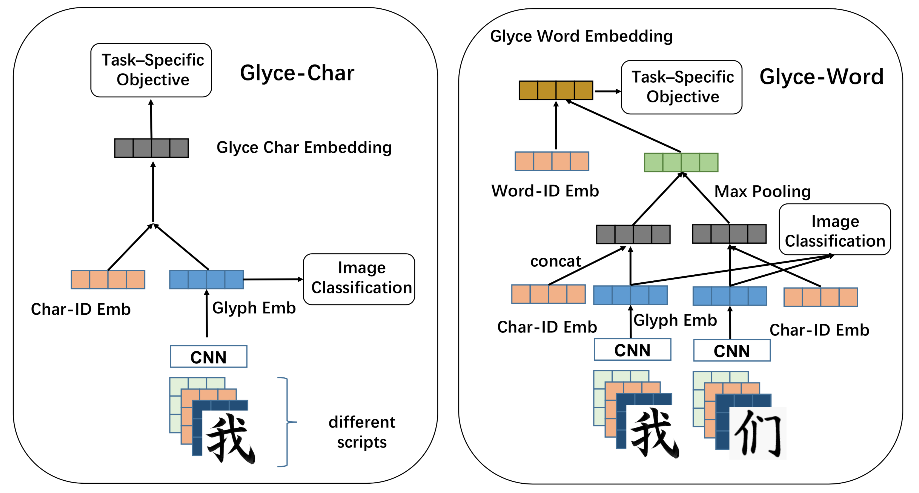 Task–Specific
Objective
Glyce-Char
Glyce Char Embedding
Image
Classification
Char-ID Emb
Glyph Emb
CNN
我
different
scripts
Glyce Word Embedding
Task–Specific
Objective
Glyce-Word
Word-ID Emb
Max Pooling
Image
Classification
concat
Char-ID Emb
Glyph Emb
Char-ID Emb
CNN
CNN
我
们